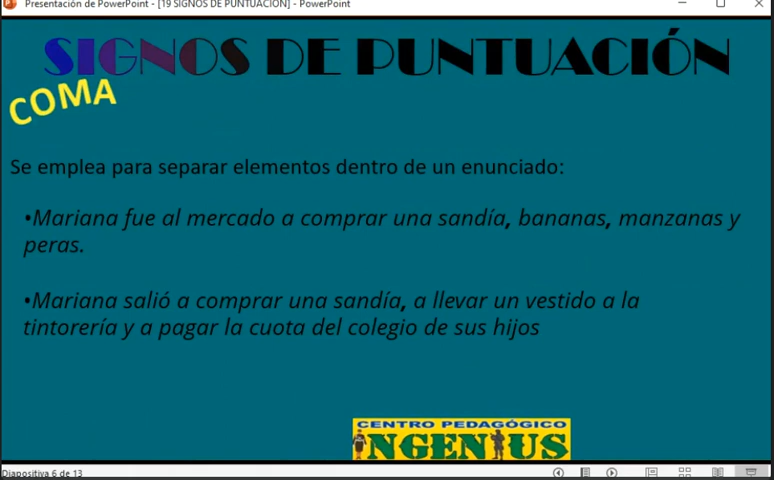 Presentación de PowerPoint - [19 SIGNOS DE PUNTUACIÓN] - PowerPoint
SIGNOS DE PUNTUACIÓN
COMA
Se emplea para separar elementos dentro de un enunciado:
•Mariana fue al mercado a comprar una sandía, bananas, manzanas y
peras.
•Mariana salió a comprar una sandía, a llevar un vestido a la
tintorería y a pagar la cuota del colegio de sus hijos
CENTRO PEDAGÓGICO
INGENIUS
Diapositiva 6 de 13